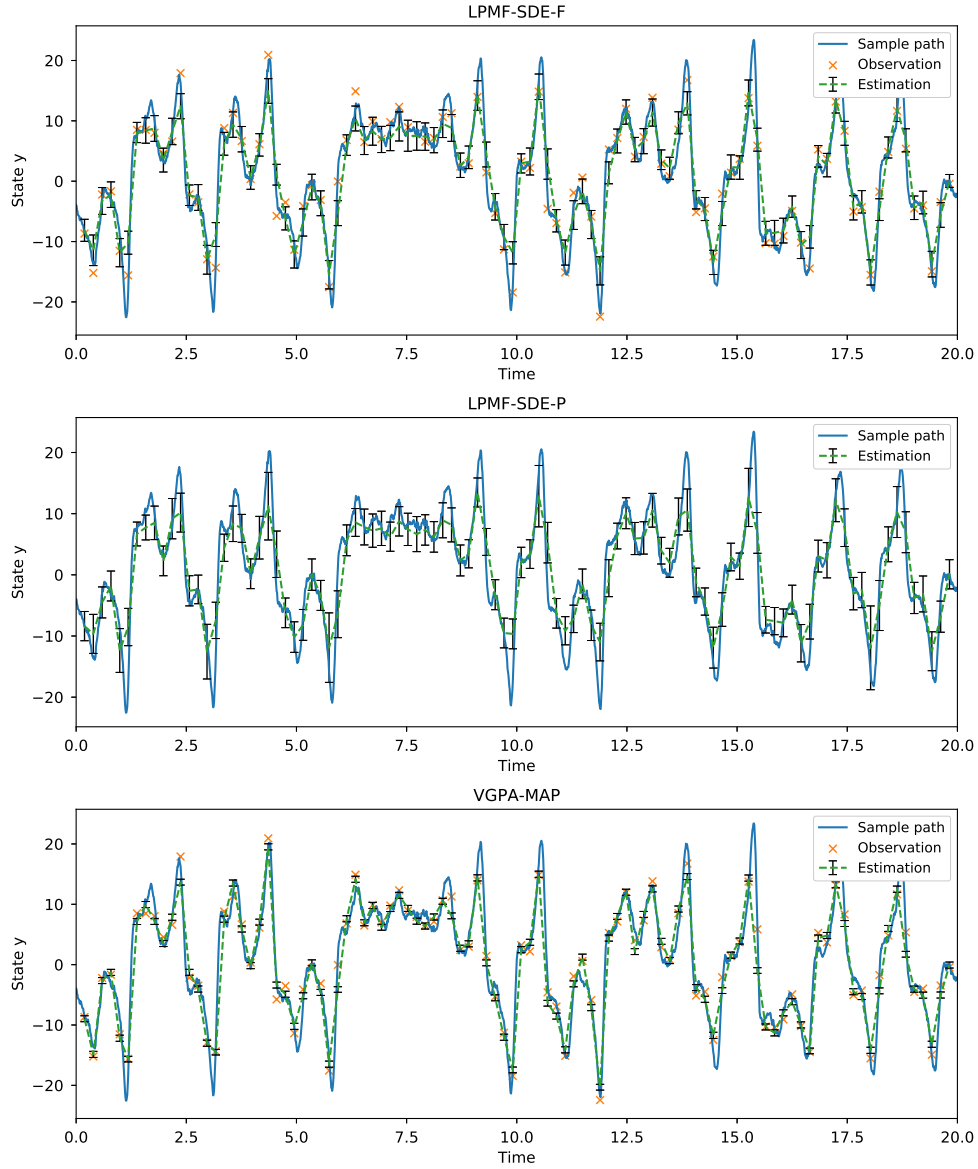 LPMF-SDE-F
20
10
0
−10
−20
State y
Sample path
Observation
Estimation
0.0 2.5 5.0 7.5 10.0 12.5 15.0 17.5 20.0
Time
LPMF-SDE-P
20
10
0
−10
−20
State y
Sample path
Estimation
0.0 2.5 5.0 7.5 10.0 12.5 15.0 17.5 20.0
Time
VGPA-MAP
20
10
0
−10
−20
State y
Sample path
Observation
Estimation
0.0 2.5 5.0 7.5 10.0 12.5 15.0 17.5 20.0
Time